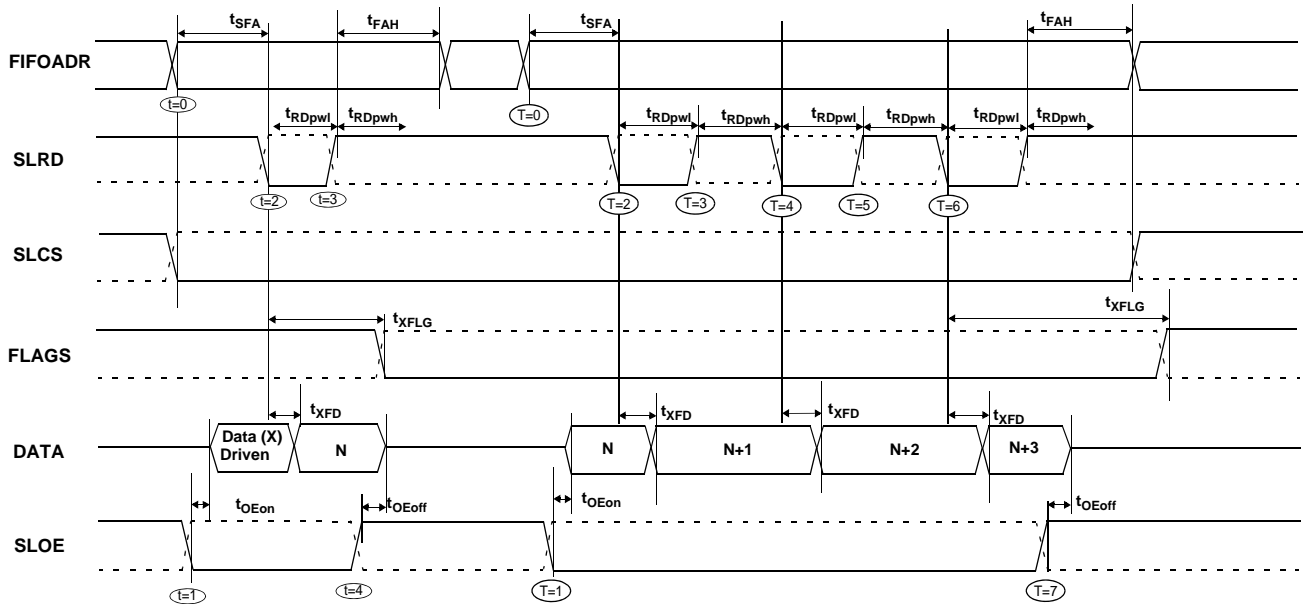 tSFA tFAH tSFA tFAH
FIFOADR
t=0 T=0
tRDpwl tRDpwh tRDpwl tRDpwh tRDpwl tRDpwh tRDpwl tRDpwh
SLRD
t=2 t=3 T=2 T=3 T=4 T=5 T=6
SLCS
tXFLG tXFLG
FLAGS
tXFD tXFD tXFD tXFD
DATA
Data (X)
Driven
N N N+1 N+2 N+3
tOEon tOEoff tOEon tOEoff
SLOE
t=1 t=4 T=1 T=7